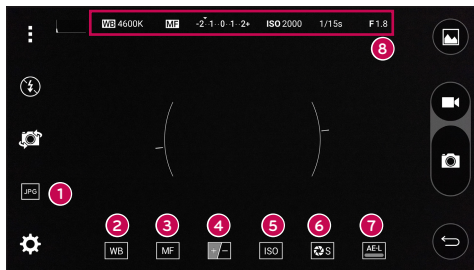 WB 4600K MF -2··1··0··1··2+ ISO 2000 1/15s F 1.8
8
JPG 1
2 3 4 5 6 7
WB MF +/- ISO S AE-L